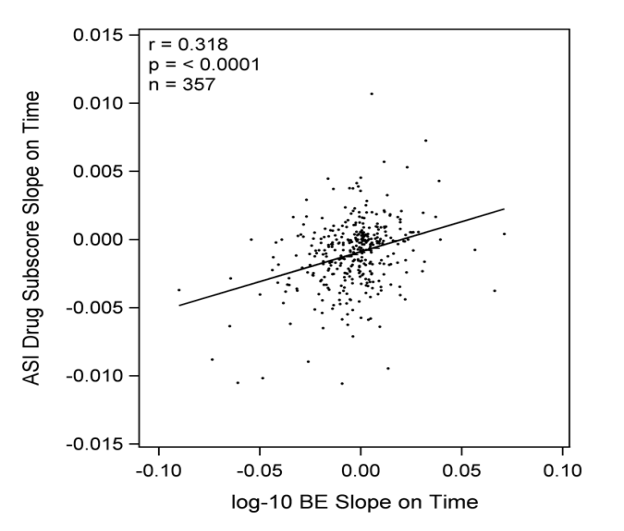 r = 0.318
p = < 0.0001
n = 357
0.015
0.010
0.005
0.000
-0.005
-0.010
-0.015
ASI Drug Subscore Slope on Time
-0.10 -0.05 0.00 0.05 0.10
log-10 BE Slope on Time